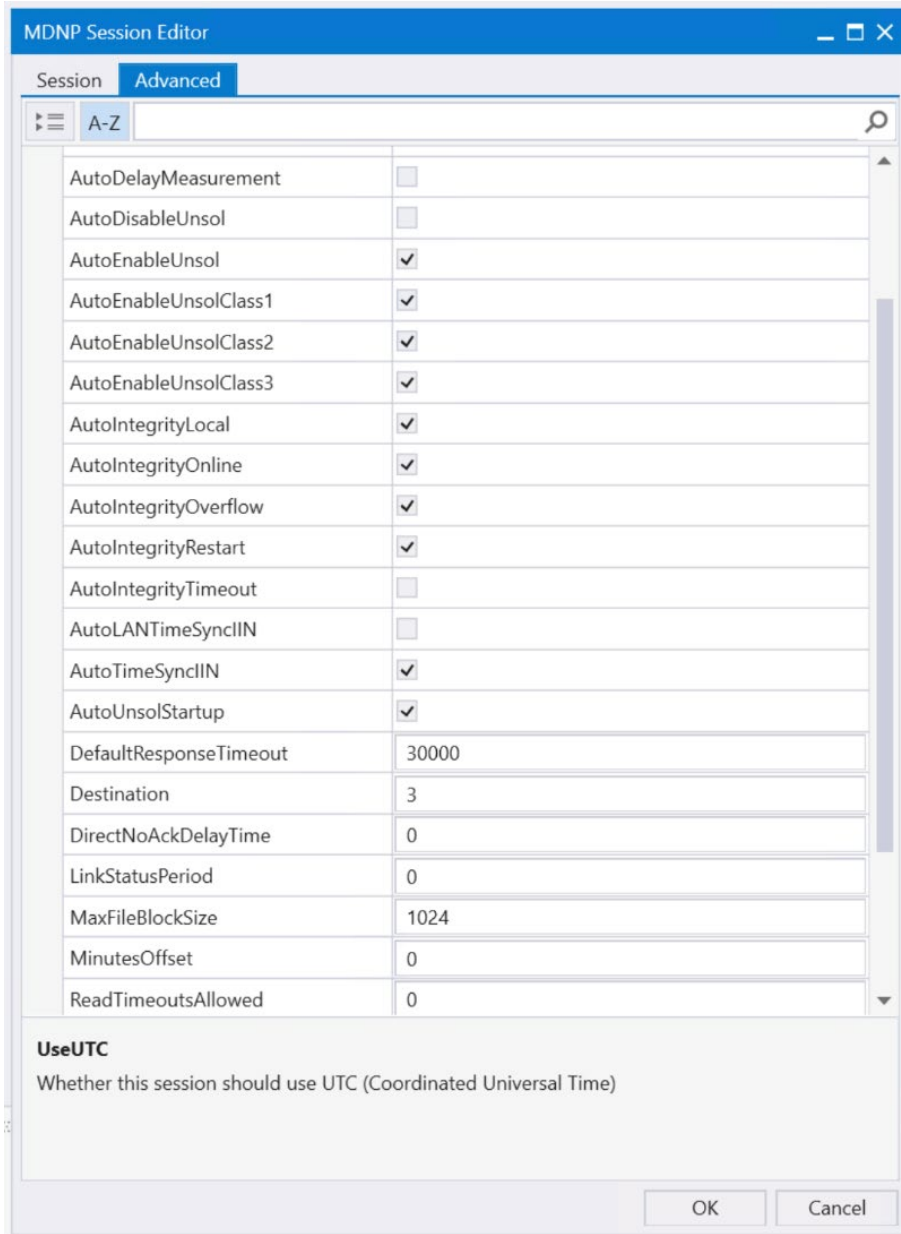 MDNP Session Editor
Session Advanced
A-Z
AutoDelayMeasurement
AutoDisableUnsol
AutoEnableUnsol
AutoEnableUnsolClass1
AutoEnableUnsolClass2
AutoEnableUnsolClass3
AutoIntegrityLocal
AutoIntegrityOnline
AutoIntegrityOverflow
AutoIntegrityRestart
AutoIntegrityTimeout
AutoLANTimeSyncIIN
AutoTimeSyncIIN
AutoUnsolStartup
DefaultResponseTimeout 30000
Destination 3
DirectNoAckDelayTime 0
LinkStatusPeriod 0
MaxFileBlockSize 1024
MinutesOffset 0
ReadTimeoutsAllowed 0
UseUTC
Whether this session should use UTC (Coordinated Universal Time)
OK Cancel